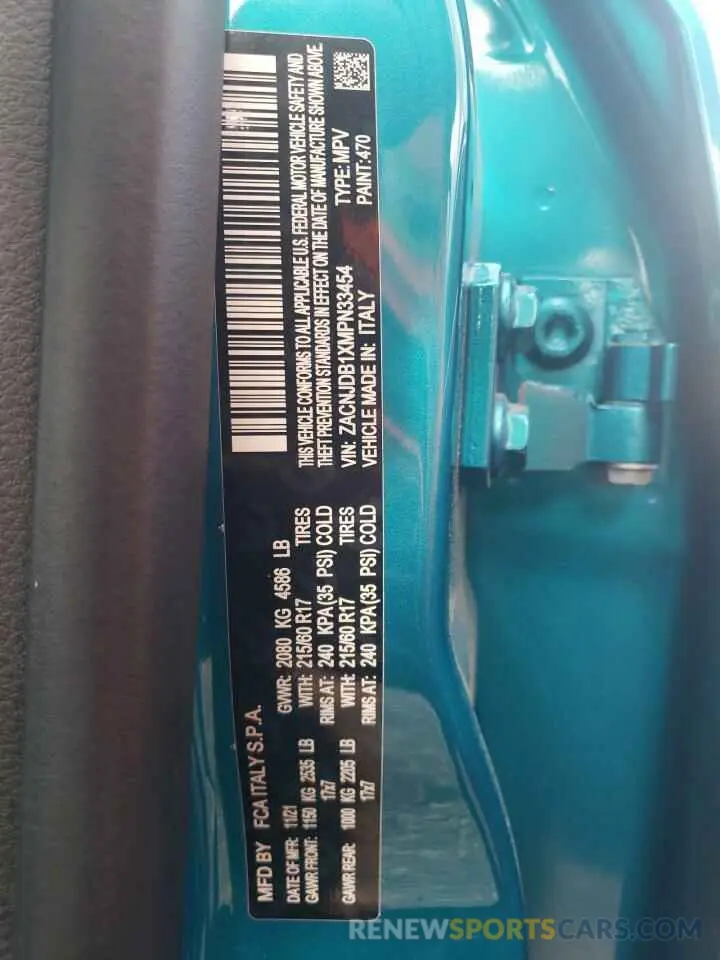 MFD BY FCA ITALY S.P.A.
DATE OF MFR: 11/21 GVWR: 2080 KG 4586 LB
GAWR FRONT: 1150 KG 2535 LB WITH: 215/60 R17 TIRES
17x7 RIMS AT: 240 KPA(35 PSI) COLD
GAWR REAR: 1000 KG 2205 LB WITH: 215/60 R17 TIRES
17x7 RIMS AT: 240 KPA(35 PSI) COLD
THIS VEHICLE CONFORMS TO ALL APPLICABLE U.S. FEDERAL MOTOR VEHICLE SAFETY AND
THEFT PREVENTION STANDARDS IN EFFECT ON THE DATE OF MANUFACTURE SHOWN ABOVE.
VIN: ZACNJDB1XMPN33454 TYPE: MPV
VEHICLE MADE IN: ITALY PAINT: 470
RENEWSPORTSCARS.COM